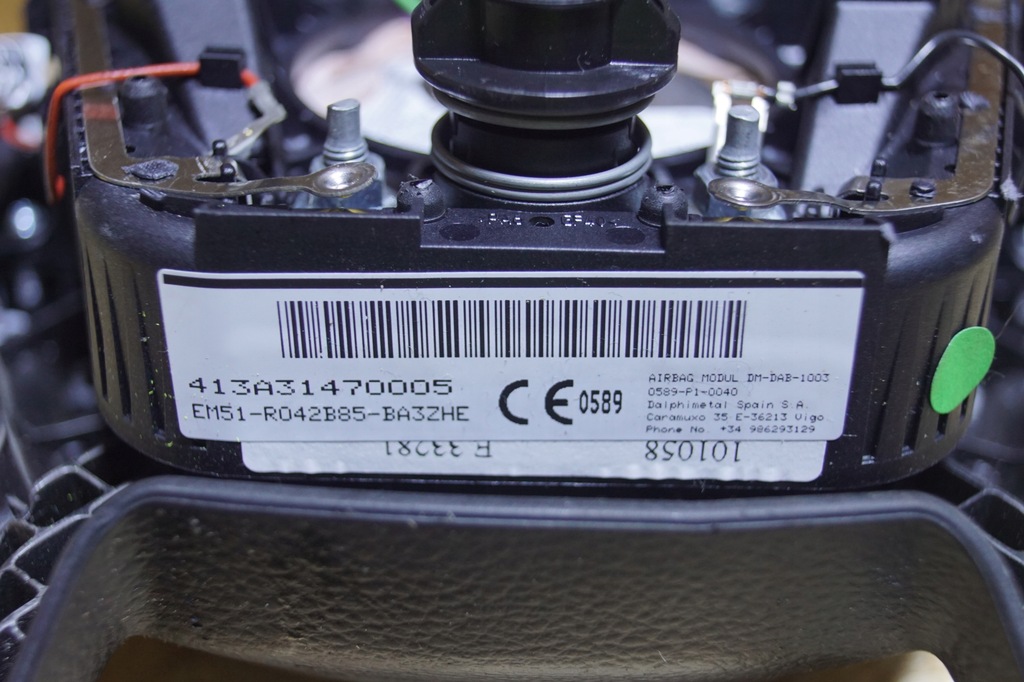 413A31470005
EM51-R042B85-BA3ZHE
CE 0589
AIRBAG MODUL DM-DAB-1003
0589-P1-0040
Dalphimetal Spain S.A.
Caramuxo 35 E-36213 Vigo
Phone No. +34 986293129
101058
E 33281